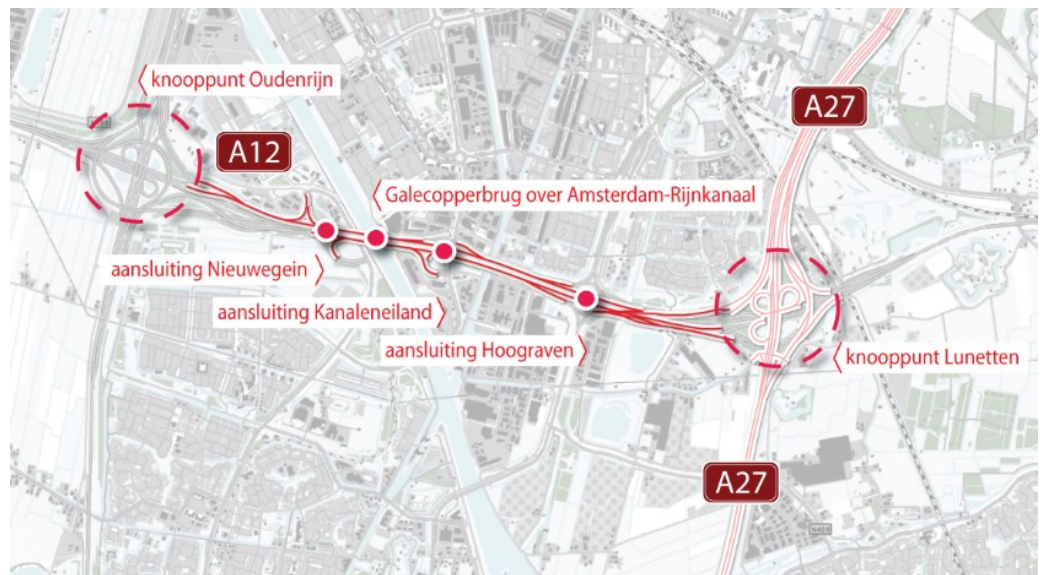 knooppunt Oudenrijn
A27
A12
Galecopperbrug over Amsterdam-Rijnkanaal
aansluiting Nieuwegein
aansluiting Kanaleneiland
aansluiting Hoograven
knooppunt Lunetten
A27